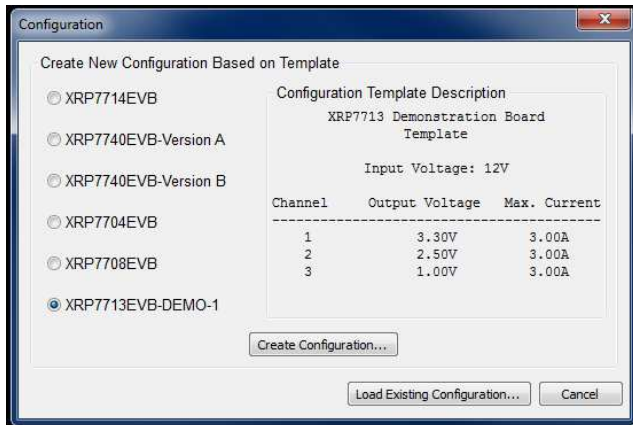 Configuration
Create New Configuration Based on Template
XRP7714EVB
XRP7740EVB-Version A
XRP7740EVB-Version B
XRP7704EVB
XRP7708EVB
XRP7713EVB-DEMO-1
Configuration Template Description
XRP7713 Demonstration Board
Template
Input Voltage: 12V
Channel Output Voltage Max. Current
----------------------------------------
1 3.30V 3.00A
2 2.50V 3.00A
3 1.00V 3.00A
Create Configuration...
Load Existing Configuration...
Cancel